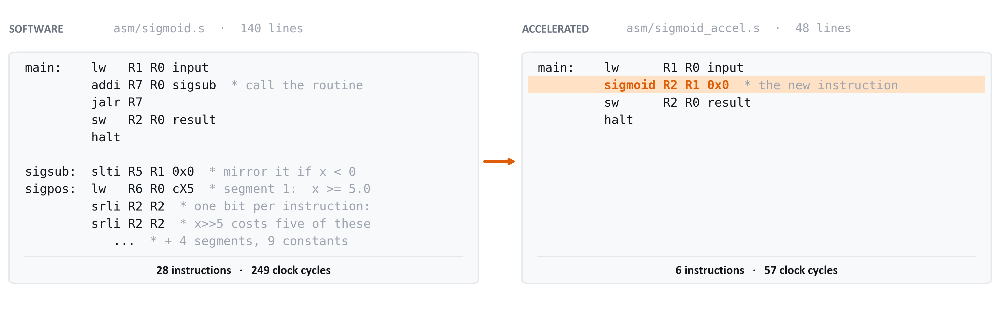 SOFTWARE asm/sigmoid.s · 140 lines
main: lw R1 R0 input
addi R7 R0 sigsub * call the routine
jalr R7
sw R2 R0 result
halt
sigsub: slti R5 R1 0x0 * mirror it if x < 0
sigpos: lw R6 R0 cX5 * segment 1: x >= 5.0
srli R2 R2 * one bit per instruction:
srli R2 R2 * x>>5 costs five of these
... * + 4 segments, 9 constants
28 instructions · 249 clock cycles
ACCELERATED asm/sigmoid_accel.s · 48 lines
main: lw R1 R0 input
sigmoid R2 R1 0x0 * the new instruction
sw R2 R0 result
halt
6 instructions · 57 clock cycles